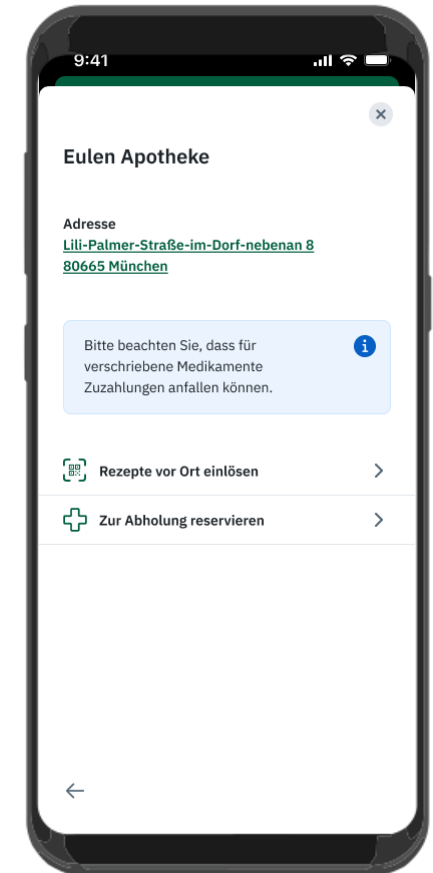 9:41
Eulen Apotheke
Adresse
Lili-Palmer-Straße-im-Dorf-nebenan 8
80665 München
Bitte beachten Sie, dass für
verschriebene Medikamente
Zuzahlungen anfallen können.
Rezepte vor Ort einlösen
Zur Abholung reservieren